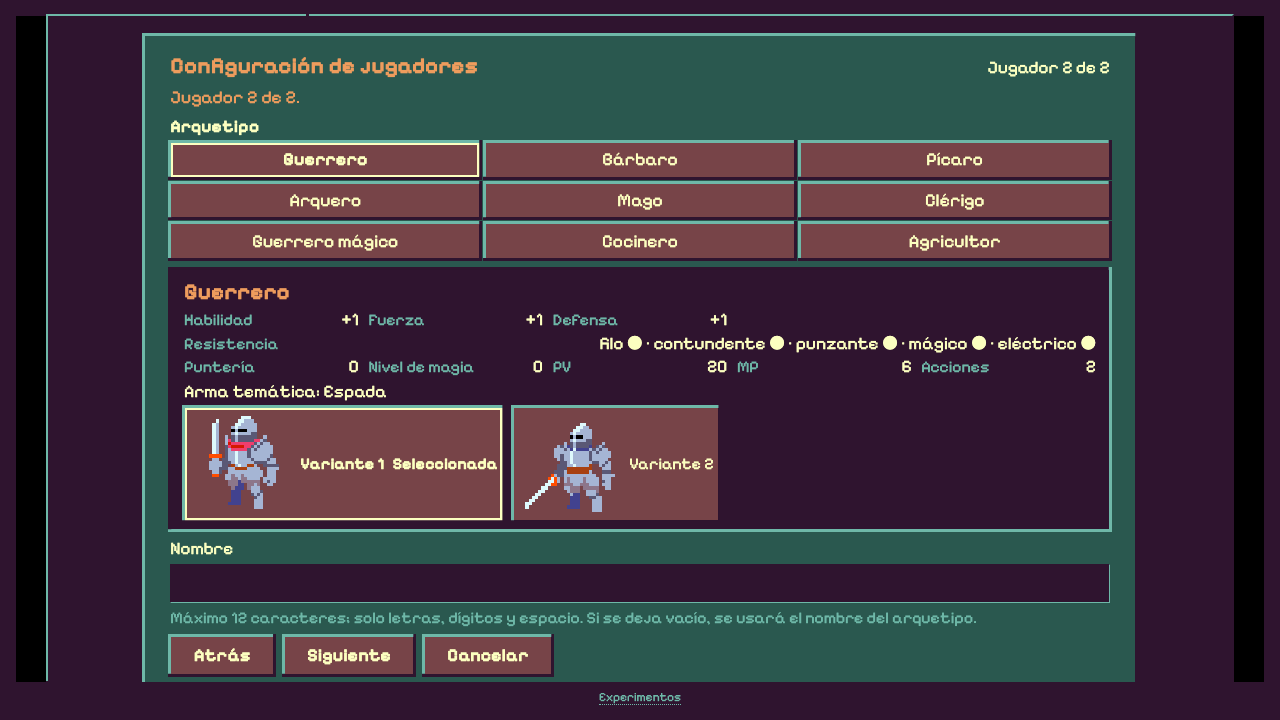 Configuración de jugadores
Jugador 2 de 2
Jugador 2 de 2.
Arquetipo
Guerrero
Bárbaro
Pícaro
Arquero
Mago
Clérigo
Guerrero mágico
Cocinero
Agricultor
Guerrero
Habilidad +1 Fuerza +1 Defensa +1
Resistencia filo · contundente · punzante · mágico · eléctrico
Puntería 0 Nivel de magia 0 PV 20 MP 6 Acciones 2
Arma temática: Espada
Variante 1 Seleccionada
Variante 2
Nombre
Máximo 12 caracteres: solo letras, dígitos y espacio. Si se deja vacío, se usará el nombre del arquetipo.
Atrás
Siguiente
Cancelar
Experimentos